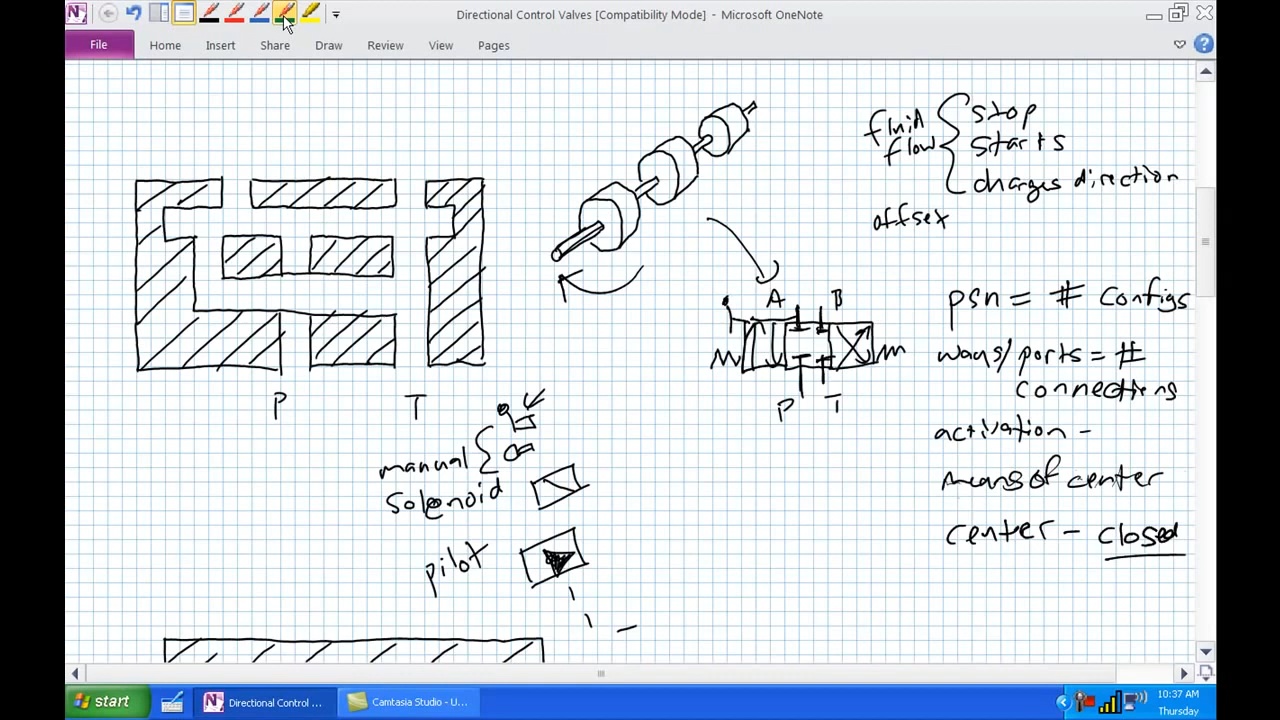 Directional Control Valves [Compatibility Mode] - Microsoft OneNote
File Home Insert Share Draw Review View Pages
fluid flow { stop
starts
changes direction
offset
A B
P T
psn = # configs
ways/ports = #
connections
activation -
means of center
center - closed
P T
manual {
Solenoid
pilot
start
Directional Control ...
Camtasia Studio - U...
10:37 AM
Thursday